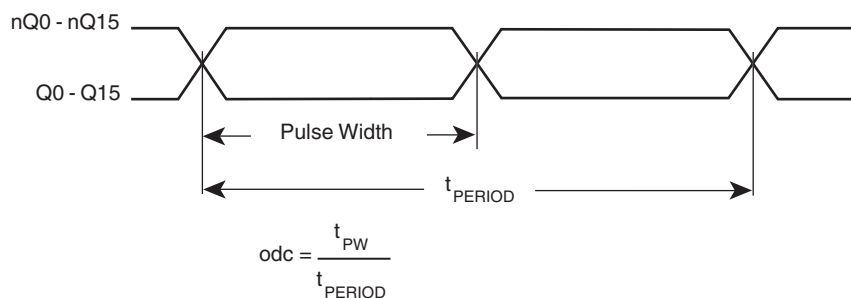 nQ0 - nQ15
Q0 - Q15
Pulse Width
tPERIOD
odc = tPW
tPERIOD